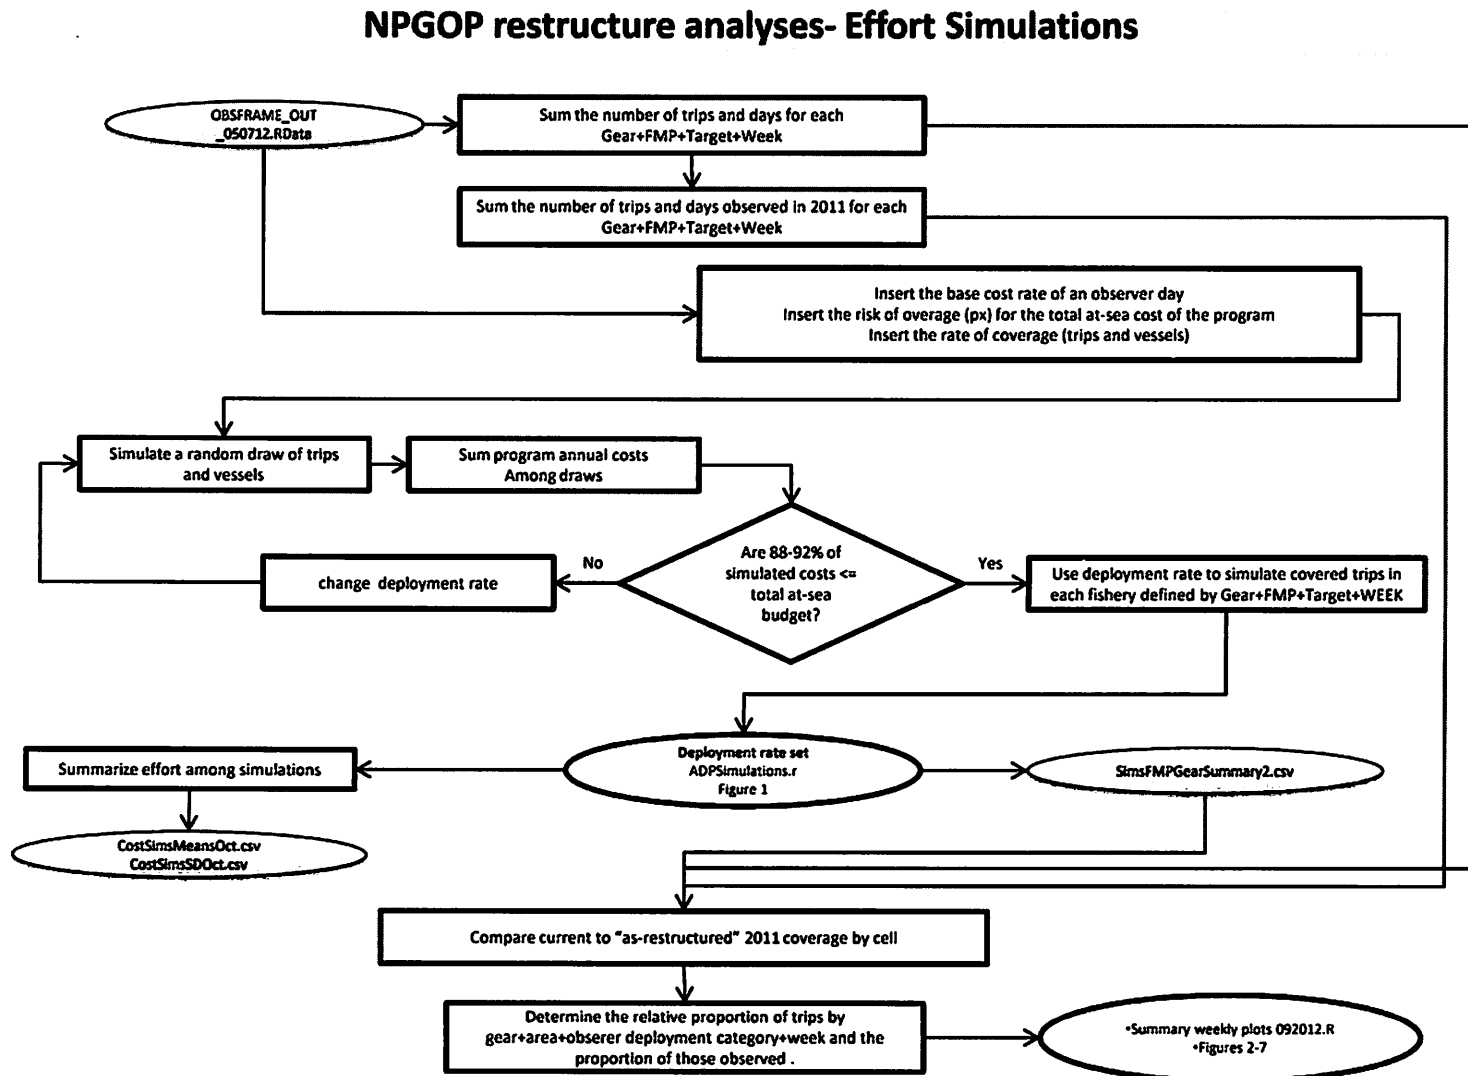 NPGOP restructure analyses- Effort Simulations
OBSFRAME_OUT
_050712.RData
Sum the number of trips and days for each
Gear+FMP+Target+Week
Sum the number of trips and days observed in 2011 for each
Gear+FMP+Target+Week
Insert the base cost rate of an observer day
Insert the risk of overage (px) for the total at-sea cost of the program
Insert the rate of coverage (trips and vessels)
Simulate a random draw of trips
and vessels
Sum program annual costs
Among draws
Are 88-92% of
simulated costs <=
total at-sea
budget?
No
Yes
change deployment rate
Use deployment rate to simulate covered trips in
each fishery defined by Gear+FMP+Target+WEEK
Deployment rate set
ADPSimulations.r
Figure 1
Summarize effort among simulations
SimsFMPGearSummary2.csv
CostSimsMeansOct.csv
CostSimsSDOct.csv
Compare current to "as-restructured" 2011 coverage by cell
Determine the relative proportion of trips by
gear+area+obserer deployment category+week and the
proportion of those observed .
•Summary weekly plots 092012.R
•Figures 2-7